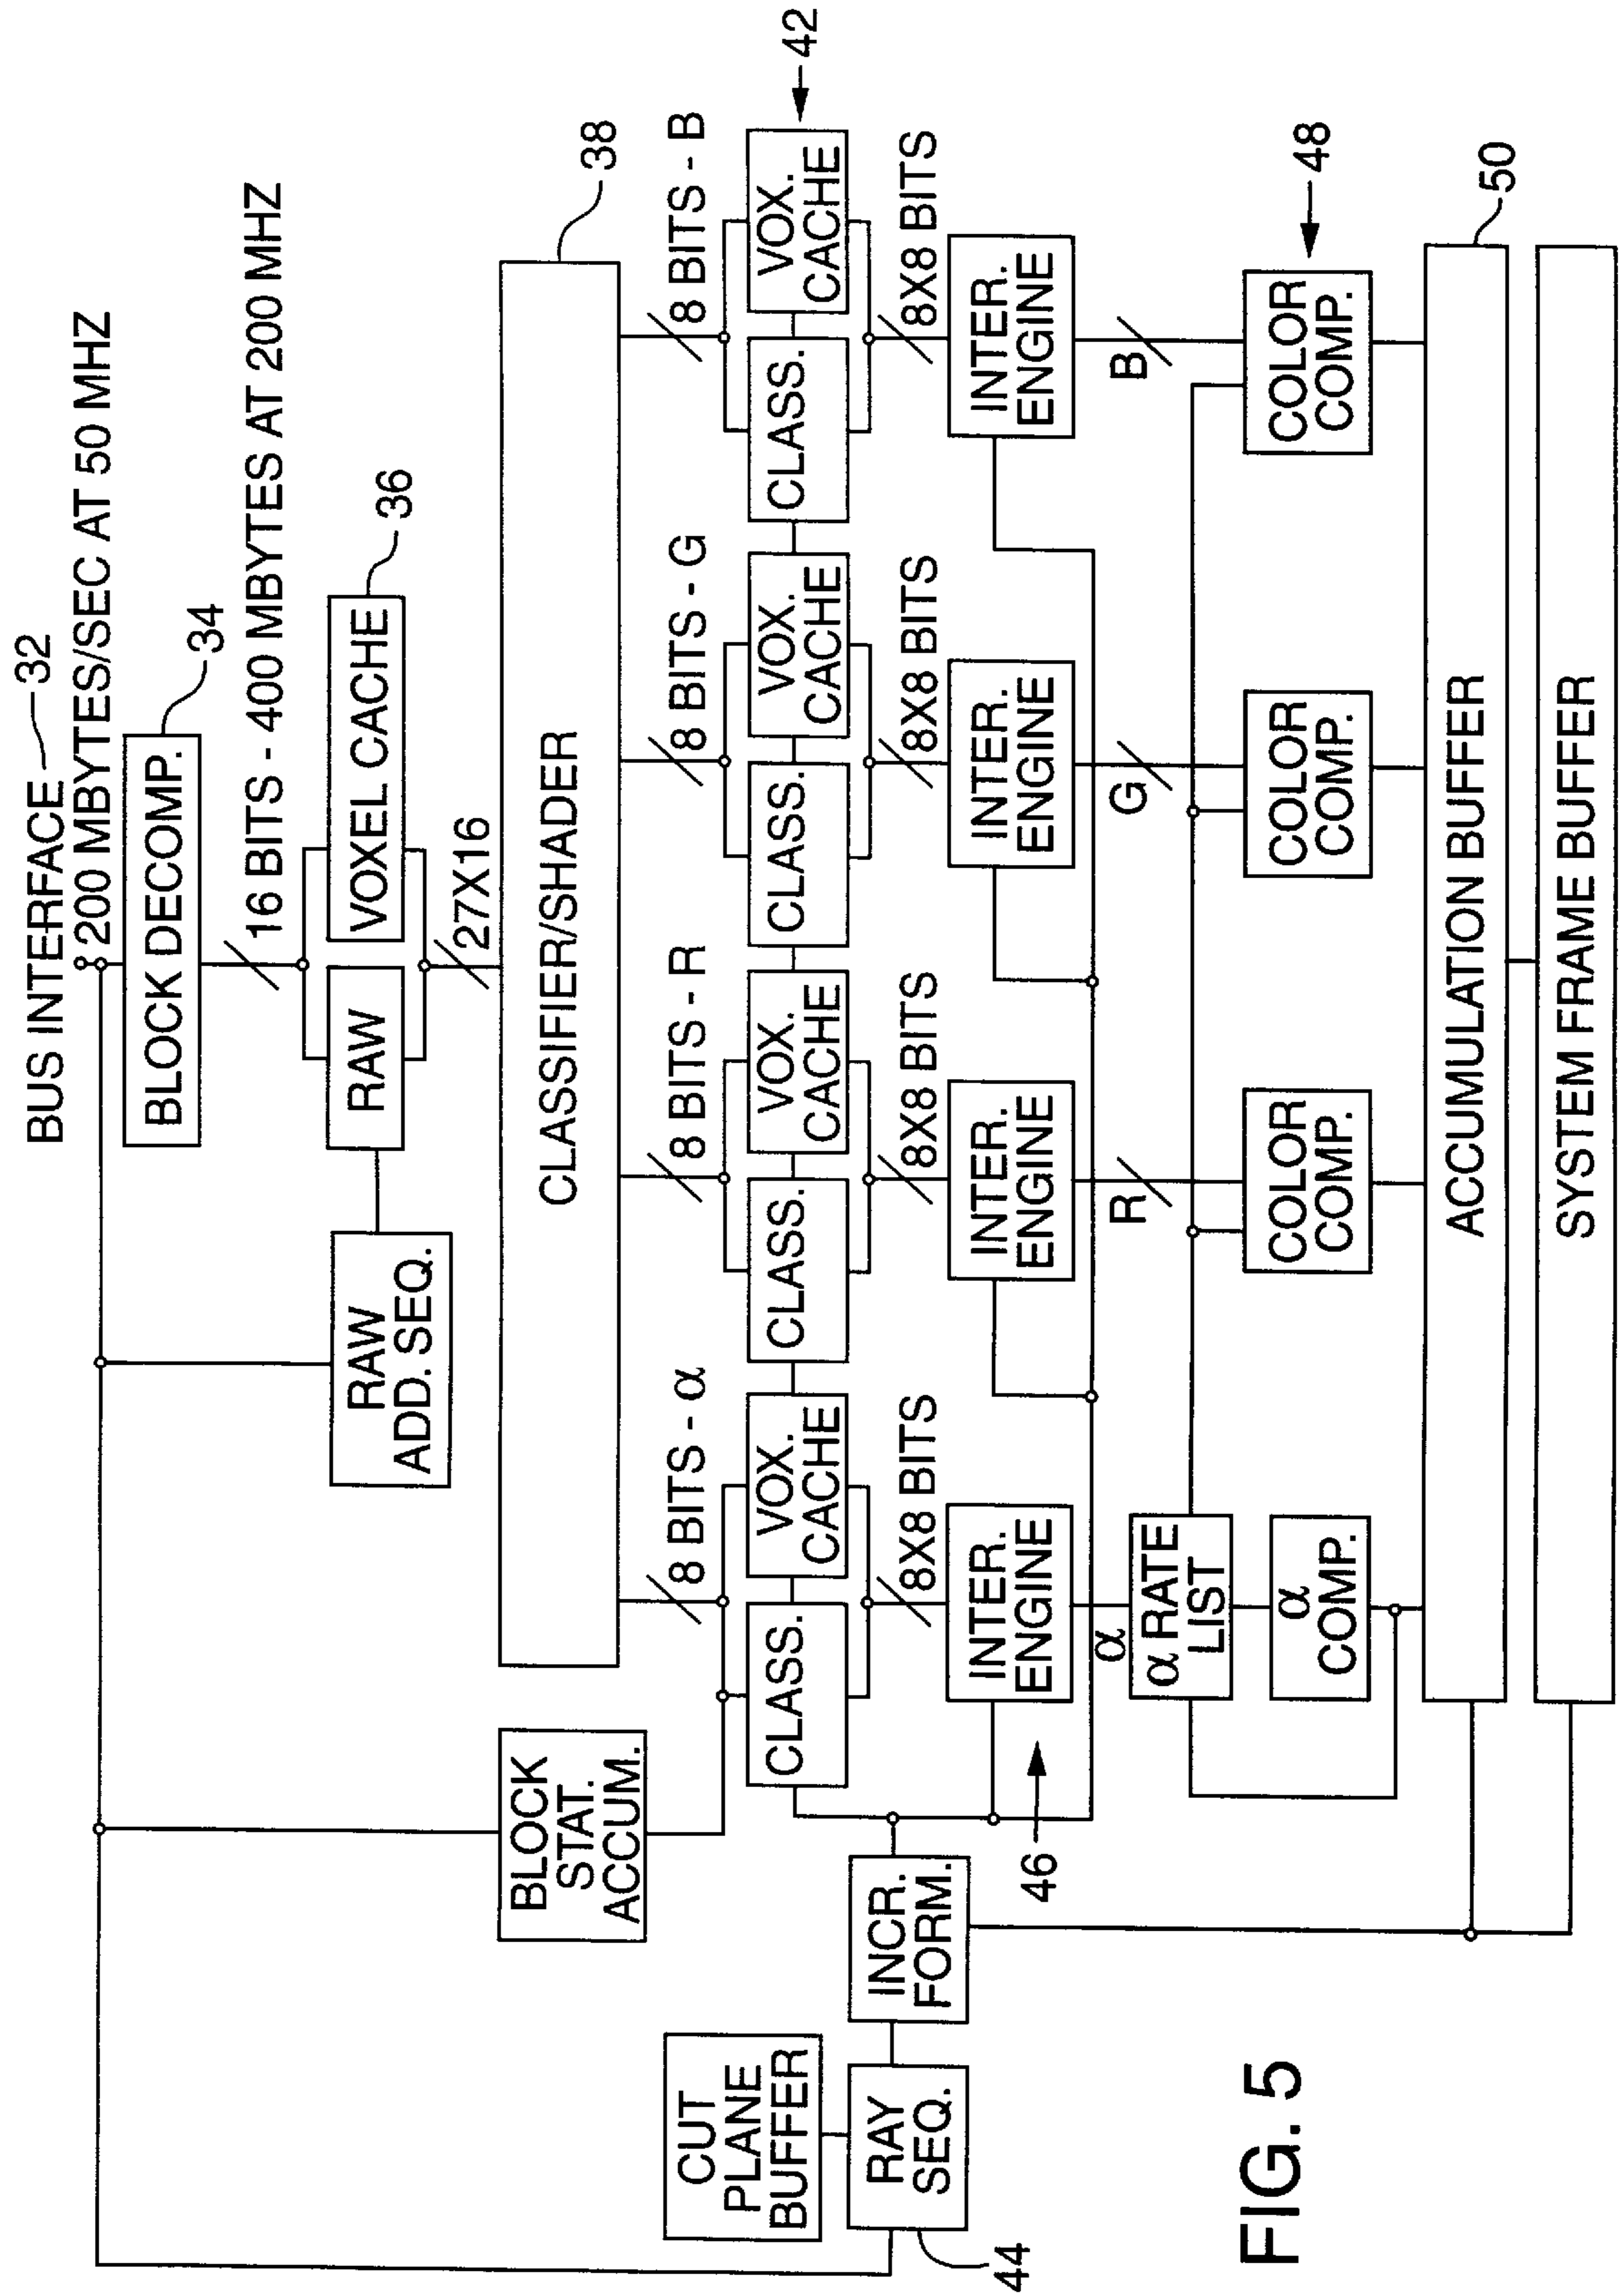 BUS INTERFACE
32
200 MBYTES/SEC AT 50 MHZ
BLOCK DECOMP.
34
16 BITS - 400 MBYTES AT 200 MHZ
RAW
ADD. SEQ.
RAW
VOXEL CACHE
36
27X16
CLASSIFIER/SHADER
38
BLOCK
STAT.
ACCUM.
8 BITS - α
8 BITS - R
8 BITS - G
8 BITS - B
CLASS.
VOX.
CACHE
CLASS.
VOX.
CACHE
CLASS.
VOX.
CACHE
CLASS.
VOX.
CACHE
42
8X8 BITS
8X8 BITS
8X8 BITS
8X8 BITS
CUT
PLANE
BUFFER
RAY
SEQ.
44
INCR.
FORM.
46
INTER.
ENGINE
INTER.
ENGINE
INTER.
ENGINE
INTER.
ENGINE
α
R
G
B
α RATE
LIST
α
COMP.
COLOR
COMP.
COLOR
COMP.
COLOR
COMP.
48
ACCUMULATION BUFFER
50
SYSTEM FRAME BUFFER
FIG. 5